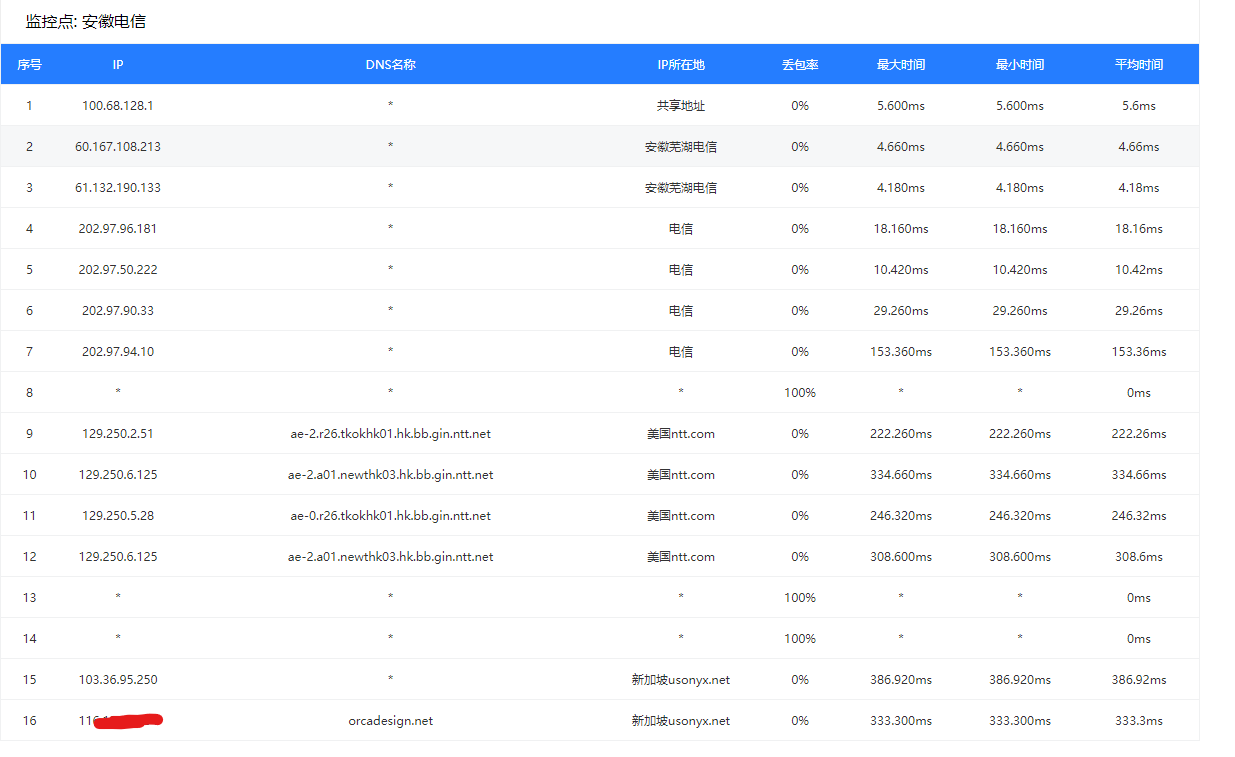 监控点: 安徽电信
序号 IP DNS名称 IP所在地 丢包率 最大时间 最小时间 平均时间
1 100.68.128.1 * 共享地址 0% 5.600ms 5.600ms 5.6ms
2 60.167.108.213 * 安徽芜湖电信 0% 4.660ms 4.660ms 4.66ms
3 61.132.190.133 * 安徽芜湖电信 0% 4.180ms 4.180ms 4.18ms
4 202.97.96.181 * 电信 0% 18.160ms 18.160ms 18.16ms
5 202.97.50.222 * 电信 0% 10.420ms 10.420ms 10.42ms
6 202.97.90.33 * 电信 0% 29.260ms 29.260ms 29.26ms
7 202.97.94.10 * 电信 0% 153.360ms 153.360ms 153.36ms
8 * * * 100% * * 0ms
9 129.250.2.51 ae-2.r26.tkokhk01.hk.bb.gin.ntt.net 美国ntt.com 0% 222.260ms 222.260ms 222.26ms
10 129.250.6.125 ae-2.a01.newthk03.hk.bb.gin.ntt.net 美国ntt.com 0% 334.660ms 334.660ms 334.66ms
11 129.250.5.28 ae-0.r26.tkokhk01.hk.bb.gin.ntt.net 美国ntt.com 0% 246.320ms 246.320ms 246.32ms
12 129.250.6.125 ae-2.a01.newthk03.hk.bb.gin.ntt.net 美国ntt.com 0% 308.600ms 308.600ms 308.6ms
13 * * * 100% * * 0ms
14 * * * 100% * * 0ms
15 103.36.95.250 * 新加坡usonyx.net 0% 386.920ms 386.920ms 386.92ms
16 orcadesign.net 新加坡usonyx.net 0% 333.300ms 333.300ms 333.3ms